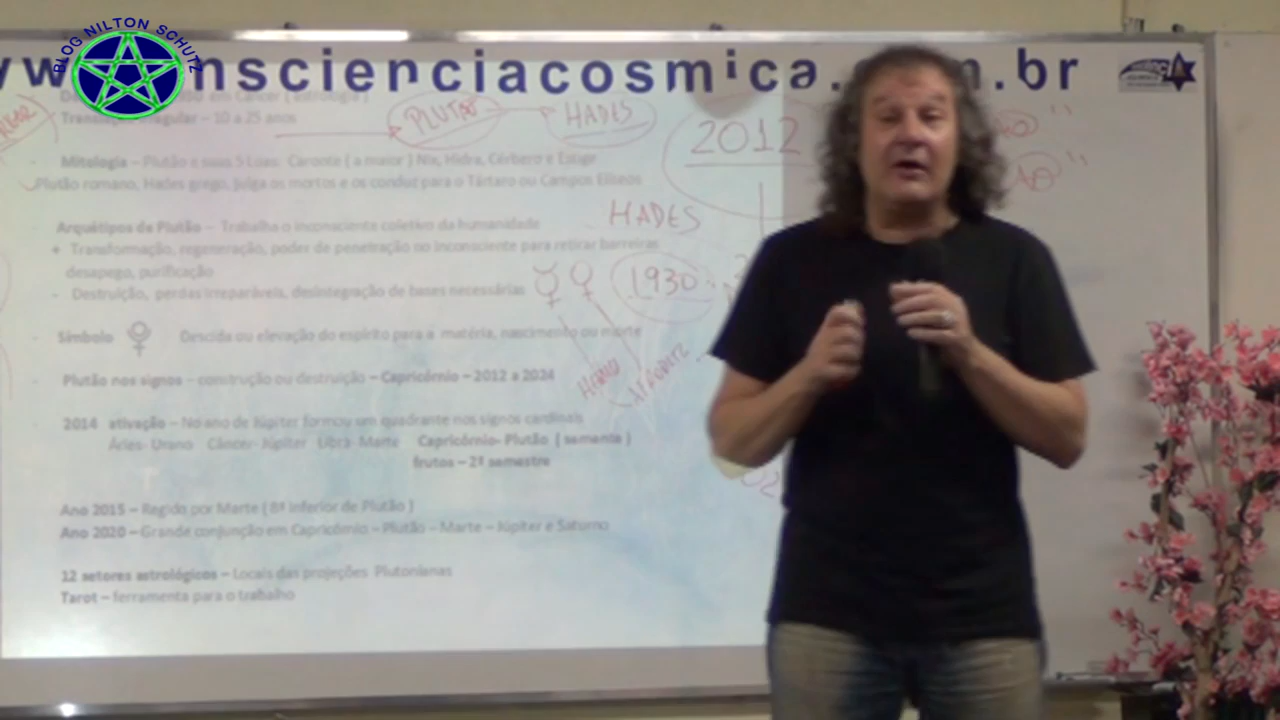 BLOG NILTON SCHUTZ
nscienciacosmica. .br
PLUTÃO HADES
2012
Transição irregular – 10 a 25 anos
Mitologia – Plutão e suas 5 Luas Caronte ( a maior ) Nix, Hidra, Cérbero e Estige
Plutão romano, Hades grego, julga os mortos e os conduz para o Tártaro ou Campos Elíseos
HADES
Arquétipos de Plutão – Trabalha o inconsciente coletivo da humanidade
+ Transformação, regeneração, poder de penetração no inconsciente para retirar barreiras
desapego, purificação
1930
- Destruição, perdas irreparáveis, desintegração de bases necessárias
Símbolo ♀ Descida ou elevação do espírito para a matéria, nascimento ou morte
Plutão nos signos – construção ou destruição – Capricórnio – 2012 a 2024
2014 ativação – No ano de Júpiter formou um quadrante nos signos cardinais
Áries- Urano Câncer- Júpiter Libra- Marte Capricórnio- Plutão ( semente )
frutos – 2º semestre
Ano 2015 – Regido por Marte ( 8ª inferior de Plutão )
Ano 2020 – Grande conjunção em Capricórnio – Plutão – Marte – Júpiter e Saturno
12 setores astrológicos – Locais das projeções Plutonianas
Tarot – ferramenta para o trabalho